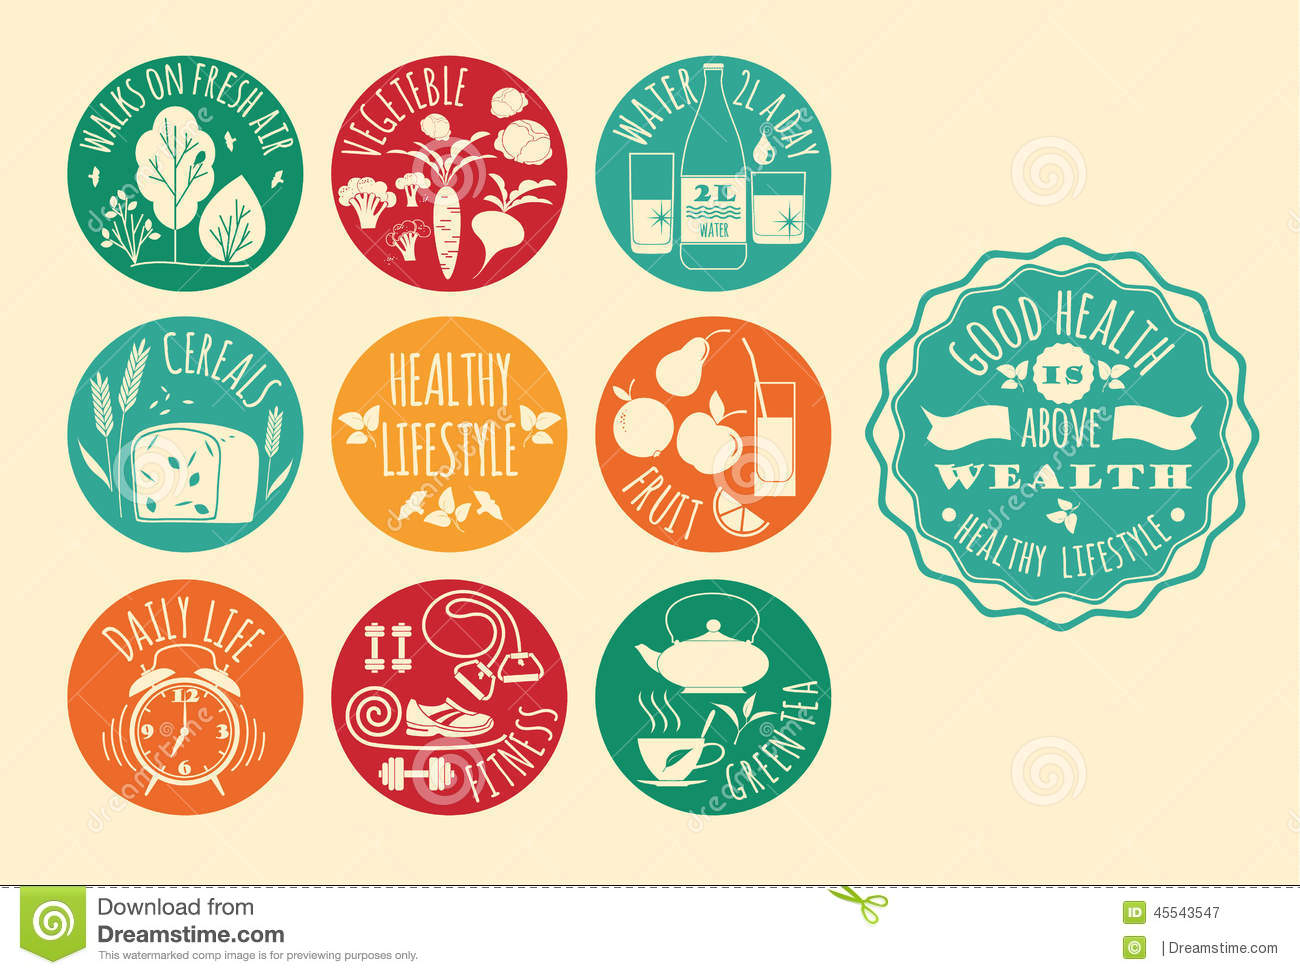 WALKS ON FRESH AIR
VEGETEBLE
WATER 2L A DAY
2L
WATER
CEREALS
HEALTHY
LIFESTYLE
FRUIT
DAILY LIFE
12
9 3
6
FITNESS
GREEN TEA
GOOD HEALTH
IS
ABOVE
WEALTH
HEALTHY LIFESTYLE
Download from
Dreamstime.com
This watermarked comp image is for previewing purposes only.
ID 45543547
© | Dreamstime.com